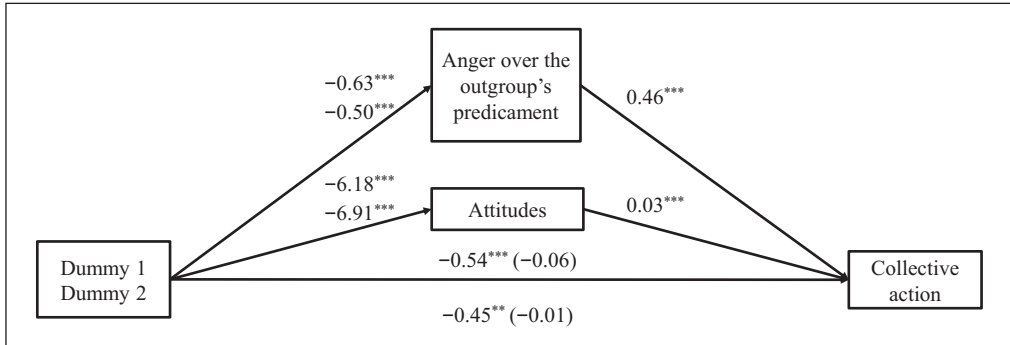 Anger over the
outgroup's
predicament
−0.63***
−0.50***
0.46***
−6.18***
−6.91***
Attitudes
0.03***
Dummy 1
Dummy 2
−0.54*** (−0.06)
−0.45** (−0.01)
Collective
action